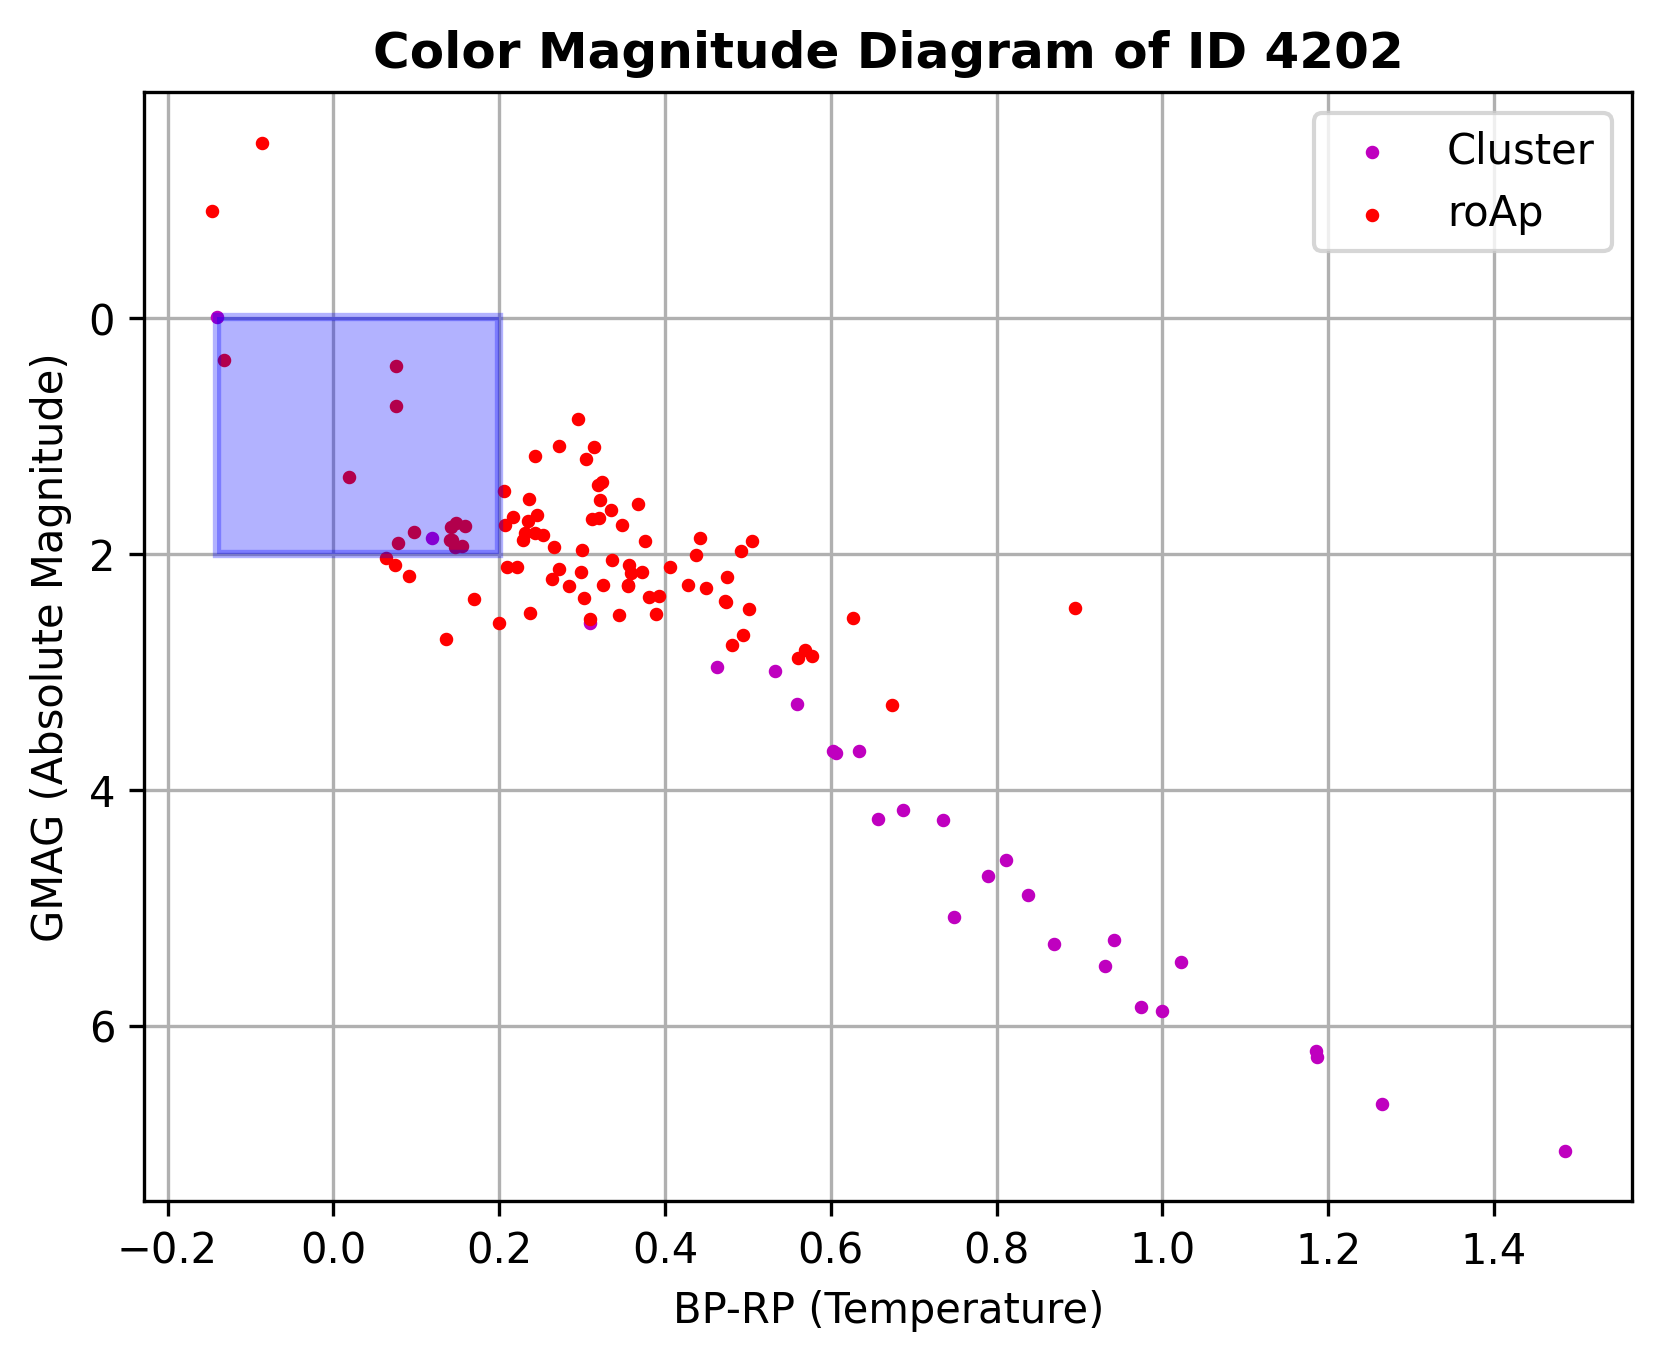 Color Magnitude Diagram of ID 4202
Cluster
roAp
GMAG (Absolute Magnitude)
0
2
4
6
−0.2 0.0 0.2 0.4 0.6 0.8 1.0 1.2 1.4
BP-RP (Temperature)